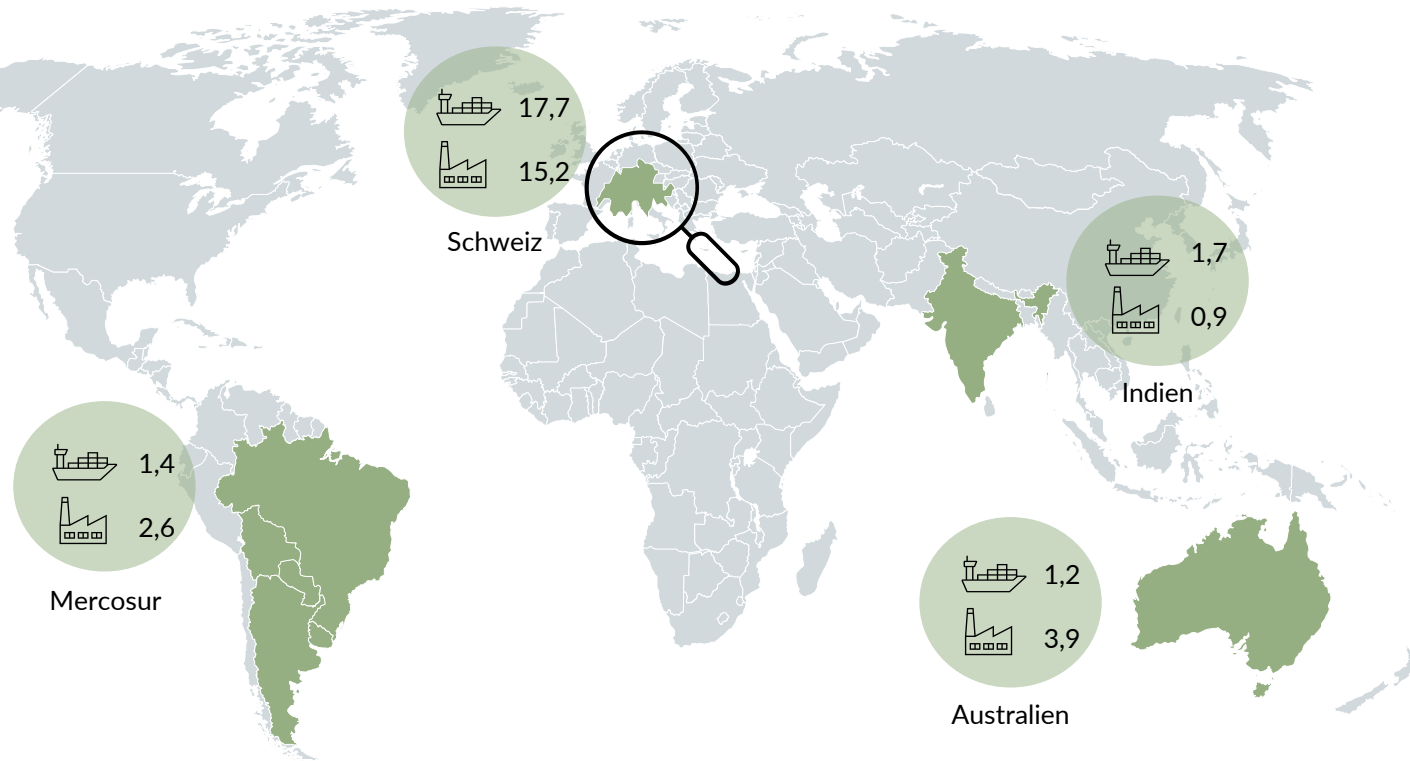 17,7
15,2
Schweiz
1,7
0,9
Indien
1,4
2,6
Mercosur
1,2
3,9
Australien